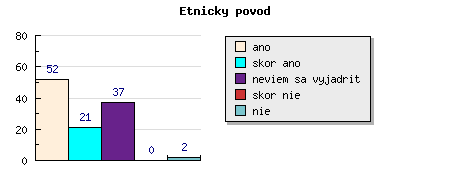 Etnicky povod
80
60
40
20
0
52
21
37
0
2
ano
skor ano
neviem sa vyjadrit
skor nie
nie